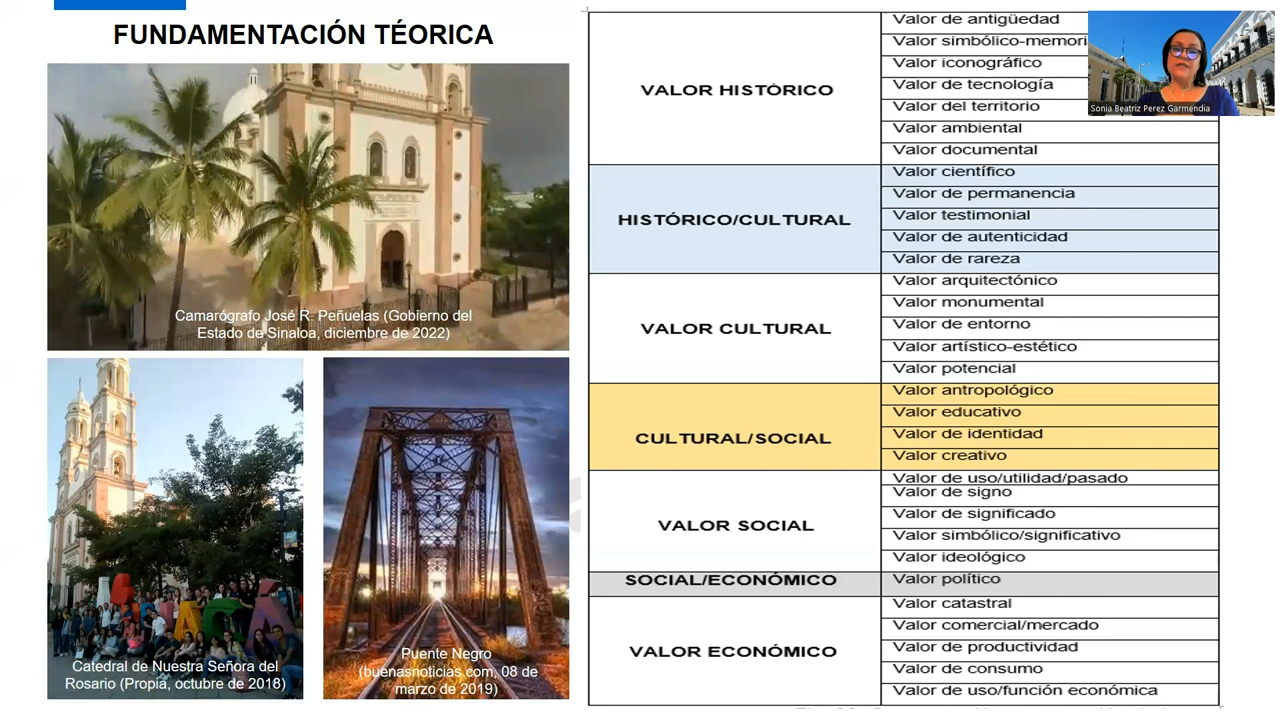 FUNDAMENTACIÓN TÉORICA
Camarógrafo José R. Peñuelas (Gobierno del
Estado de Sinaloa, diciembre de 2022)
Catedral de Nuestra Señora del
Rosario (Propia, octubre de 2018)
Puente Negro
(buenasnoticias.com, 08 de
marzo de 2019)
VALOR HISTÓRICO
Valor de antigüedad
Valor simbólico-memori
Valor iconográfico
Valor de tecnología
Valor del territorio
Valor ambiental
Valor documental
HISTÓRICO/CULTURAL
Valor científico
Valor de permanencia
Valor testimonial
Valor de autenticidad
Valor de rareza
VALOR CULTURAL
Valor arquitectónico
Valor monumental
Valor de entorno
Valor artístico-estético
Valor potencial
CULTURAL/SOCIAL
Valor antropológico
Valor educativo
Valor de identidad
Valor creativo
VALOR SOCIAL
Valor de uso/utilidad/pasado
Valor de signo
Valor de significado
Valor simbólico/significativo
Valor ideológico
SOCIAL/ECONÓMICO
Valor político
VALOR ECONÓMICO
Valor catastral
Valor comercial/mercado
Valor de productividad
Valor de consumo
Valor de uso/función económica
Sonia Beatriz Perez Garmendia